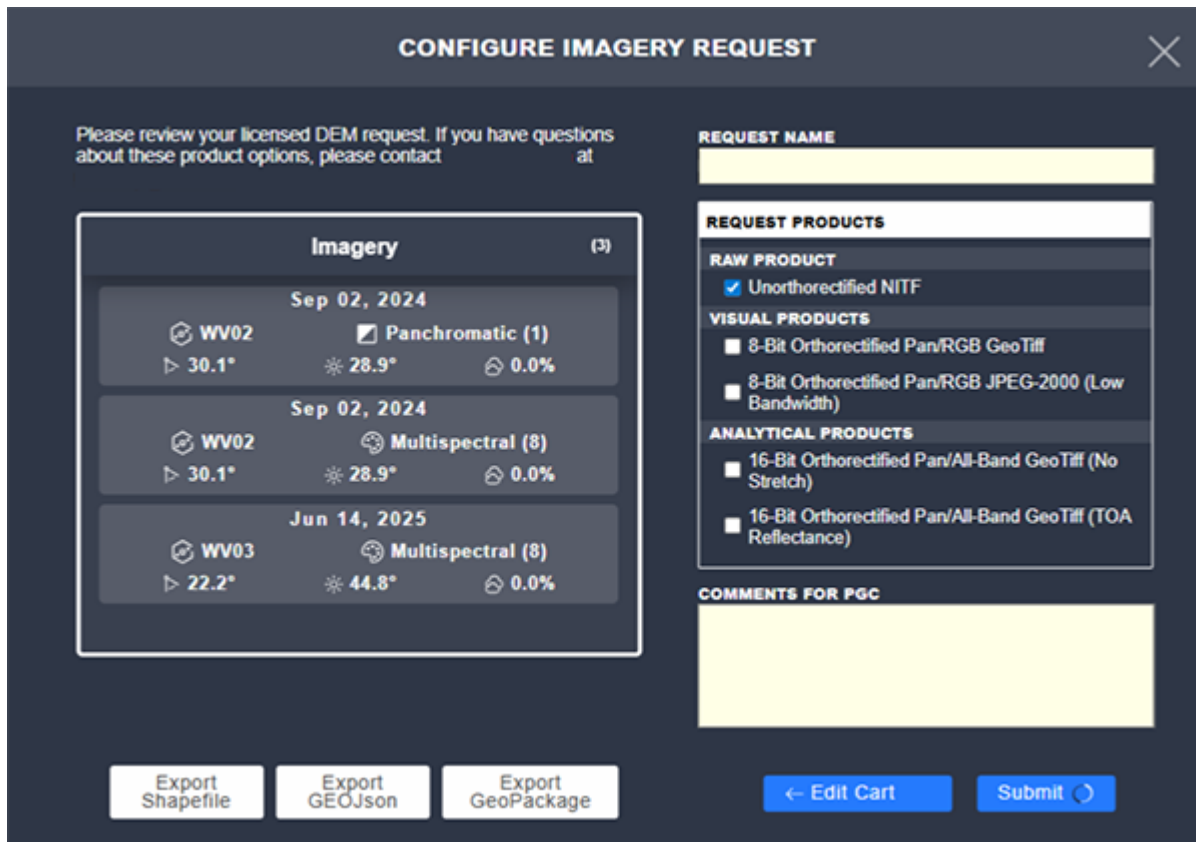 CONFIGURE IMAGERY REQUEST
Please review your licensed DEM request. If you have questions
about these product options, please contact at
Imagery (3)
Sep 02, 2024
WV02 Panchromatic (1)
30.1° 28.9° 0.0%
Sep 02, 2024
WV02 Multispectral (8)
30.1° 28.9° 0.0%
Jun 14, 2025
WV03 Multispectral (8)
22.2° 44.8° 0.0%
Export
Shapefile
Export
GEOJson
Export
GeoPackage
REQUEST NAME
REQUEST PRODUCTS
RAW PRODUCT
Unorthorectified NITF
VISUAL PRODUCTS
8-Bit Orthorectified Pan/RGB GeoTiff
8-Bit Orthorectified Pan/RGB JPEG-2000 (Low
Bandwidth)
ANALYTICAL PRODUCTS
16-Bit Orthorectified Pan/All-Band GeoTiff (No
Stretch)
16-Bit Orthorectified Pan/All-Band GeoTiff (TOA
Reflectance)
COMMENTS FOR PGC
← Edit Cart
Submit